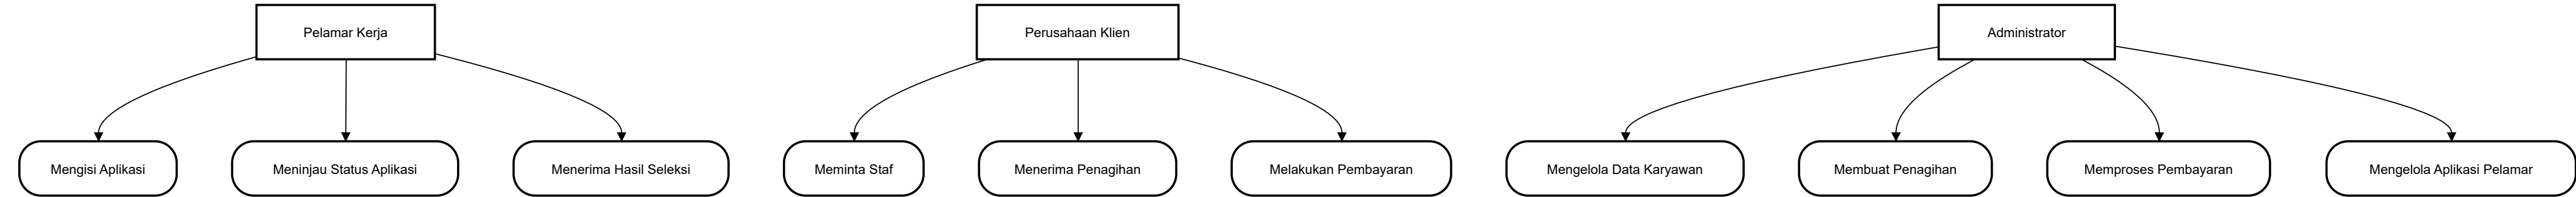 Pelamar Kerja
Perusahaan Klien
Administrator
Mengisi Aplikasi
Meninjau Status Aplikasi
Menerima Hasil Seleksi
Meminta Staf
Menerima Penagihan
Melakukan Pembayaran
Mengelola Data Karyawan
Membuat Penagihan
Memproses Pembayaran
Mengelola Aplikasi Pelamar